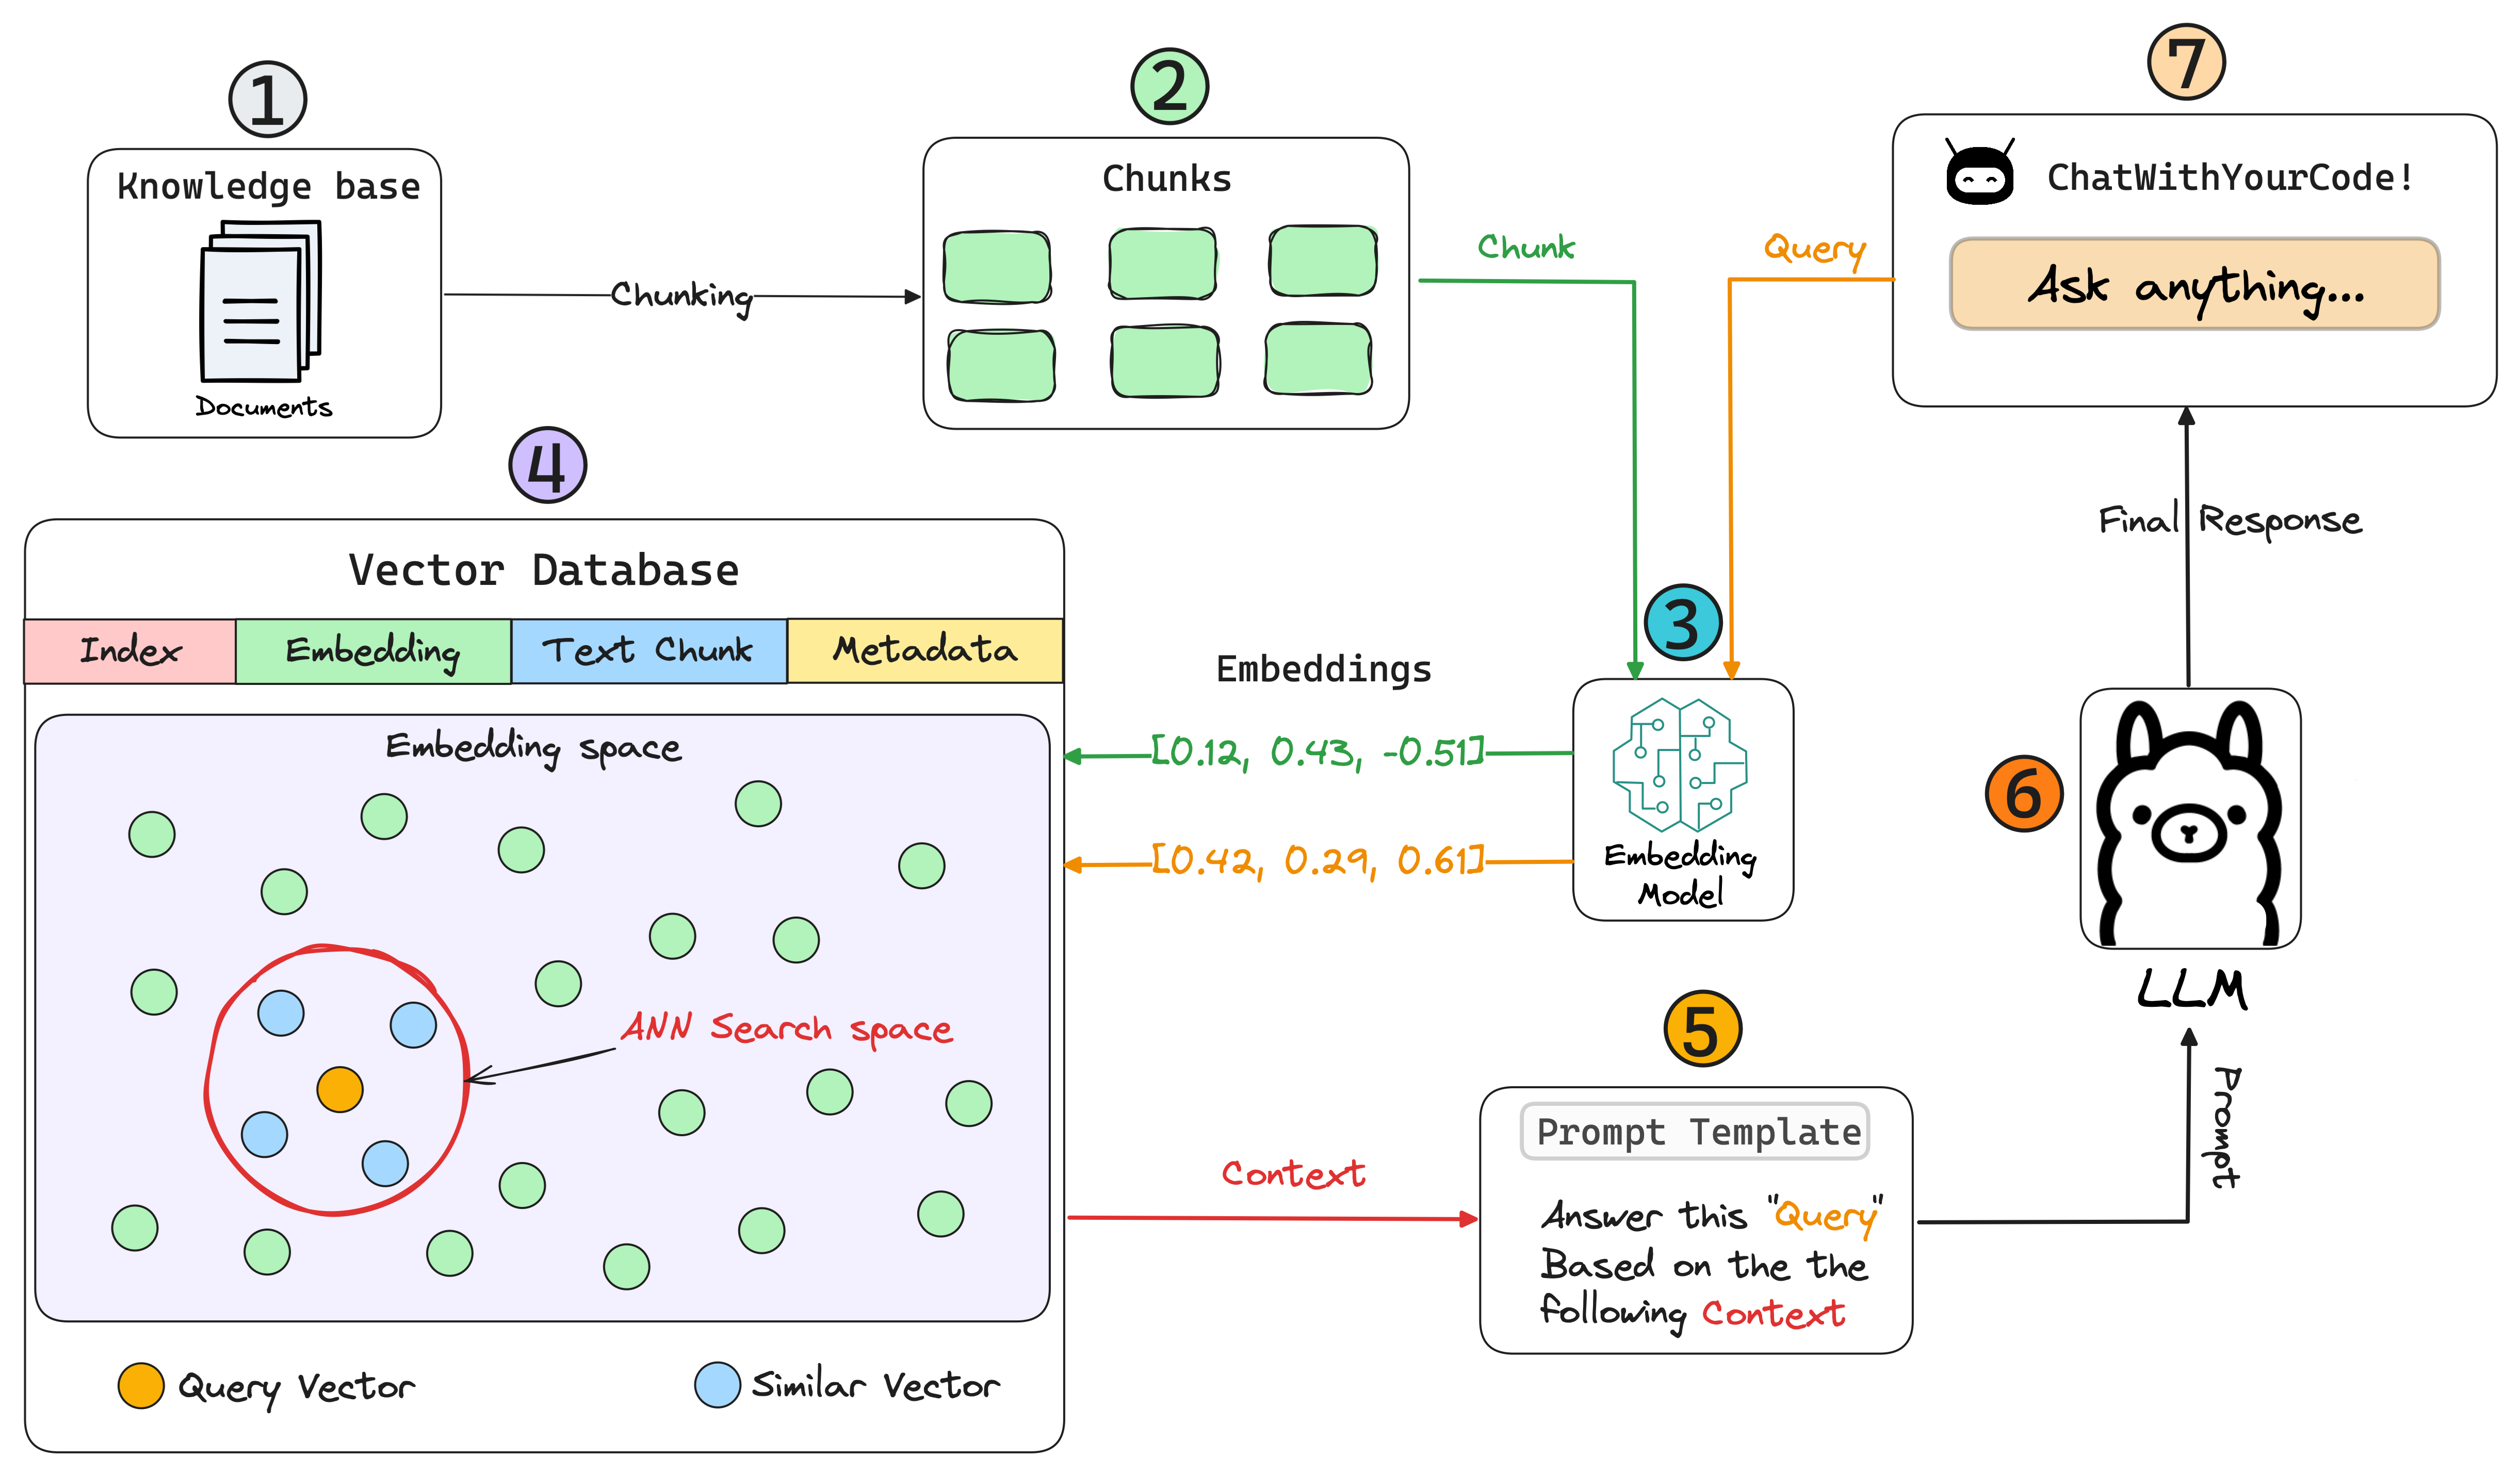 1
Knowledge base
Documents
Chunking
2
Chunks
Chunk
Query
7
ChatWithYourCode!
Ask anything...
4
Vector Database
Index
Embedding
Text Chunk
Metadata
Embedding space
ANN Search space
Query Vector
Similar Vector
Embeddings
[0.12, 0.43, -0.51]
[0.42, 0.29, 0.61]
3
Embedding
Model
Context
5
Prompt Template
Answer this "Query"
Based on the the
following Context
Prompt
6
LLM
Final Response